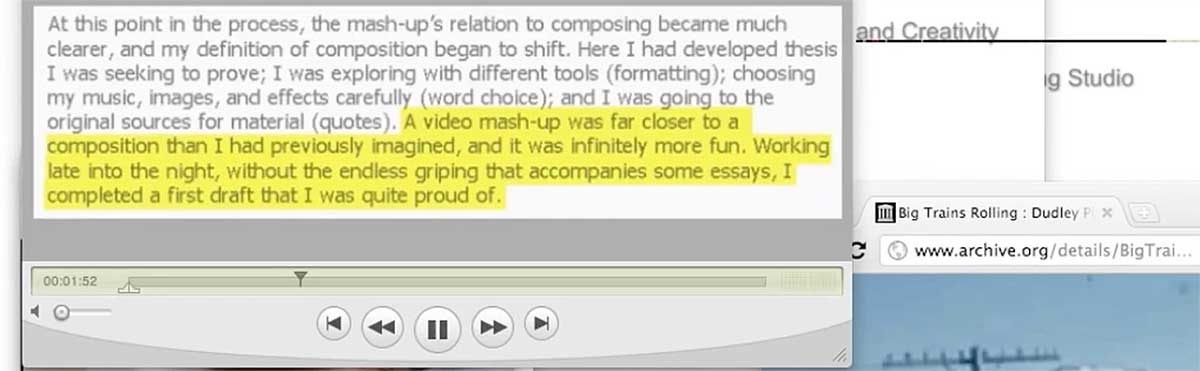 At this point in the process, the mash-up's relation to composing became much
clearer, and my definition of composition began to shift. Here I had developed thesis
I was seeking to prove; I was exploring with different tools (formatting); choosing
my music, images, and effects carefully (word choice); and I was going to the
original sources for material (quotes). A video mash-up was far closer to a
composition than I had previously imagined, and it was infinitely more fun. Working
late into the night, without the endless griping that accompanies some essays, I
completed a first draft that I was quite proud of.
00:01:52
and Creativity
g Studio
Big Trains Rolling : Dudley P
www.archive.org/details/BigTrai...